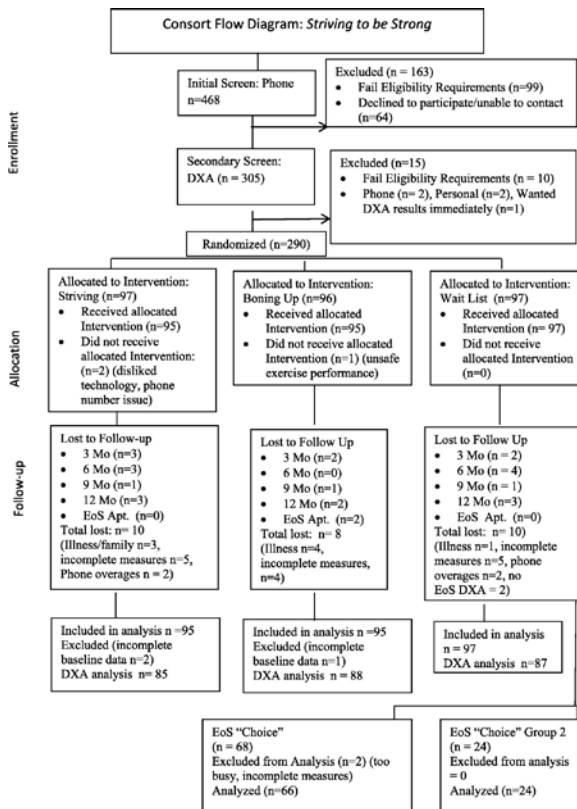 Consort Flow Diagram: Striving to be Strong
Enrollment
Initial Screen: Phone
n=468
Excluded (n = 163)
• Fail Eligibility Requirements (n=99)
• Declined to participate/unable to contact
(n=64)
Secondary Screen:
DXA (n = 305)
Excluded (n=15)
• Fail Eligibility Requirements (n = 10)
• Phone (n= 2), Personal (n=2), Wanted
DXA results immediately (n=1)
Randomized (n=290)
Allocation
Allocated to Intervention:
Striving (n=97)
• Received allocated
Intervention (n=95)
• Did not receive
allocated Intervention:
(n=2) (disliked
technology, phone
number issue)
Allocated to Intervention:
Boning Up (n=96)
• Received allocated
Intervention (n=95)
• Did not receive allocated
Intervention (n=1) (unsafe
exercise performance)
Allocated to Intervention:
Wait List (n=97)
• Received allocated
Intervention (n= 97)
• Did not receive
allocated Intervention
(n=0)
Follow-up
Lost to Follow-up
• 3 Mo (n=3)
• 6 Mo (n=3)
• 9 Mo (n=1)
• 12 Mo (n=3)
• EoS Apt. (n=0)
Total lost: n= 10
(Illness/family n=3,
incomplete measures n=5,
Phone overages n = 2)
Lost to Follow Up
• 3 Mo (n=2)
• 6 Mo (n=0)
• 9 Mo (n=1)
• 12 Mo (n=2)
• EoS Apt. (n=2)
Total lost: n= 8
(Illness n=4,
incomplete measures,
n=4)
Lost to Follow Up
• 3 Mo (n = 2)
• 6 Mo (n = 4)
• 9 Mo (n = 1)
• 12 Mo (n=3)
• EoS Apt. (n=0)
Total lost: n= 10)
(Illness n=1, incomplete
measures n=5, phone
overages n=2, no
EoS DXA = 2)
Included in analysis n =95
Excluded (incomplete
baseline data n=2)
DXA analysis n= 85
Included in analysis n =95
Excluded (incomplete
baseline data n=1)
DXA analysis n= 88
Included in analysis
n = 97
DXA analysis n=87
EoS "Choice"
(n = 68)
Excluded from Analysis (n=2) (too
busy, incomplete measures)
Analyzed (n=66)
EoS "Choice" Group 2
(n = 24)
Excluded from analysis
= 0
Analyzed (n=24)